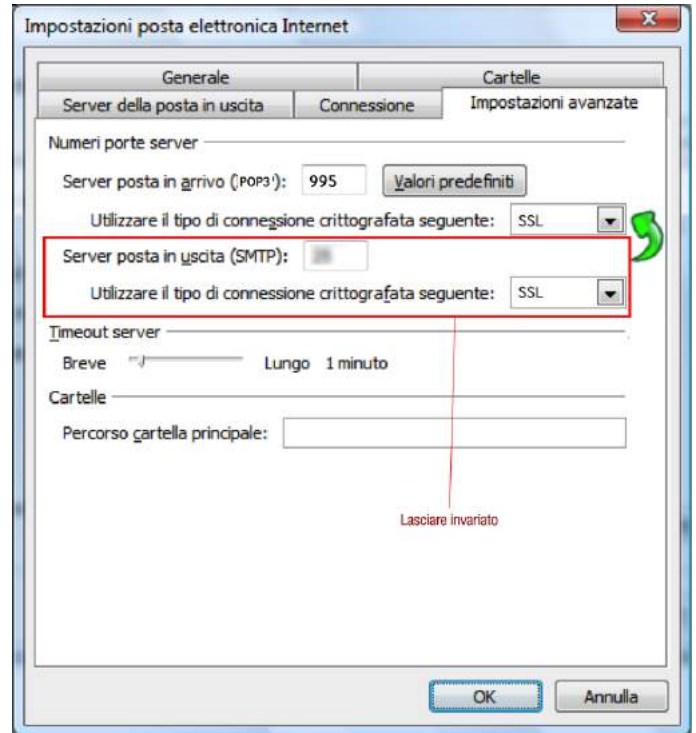 Impostazioni posta elettronica Internet
Generale Cartelle
Server della posta in uscita Connessione Impostazioni avanzate
Numeri porte server
Server posta in arrivo (POP3'): 995 Valori predefiniti
Utilizzare il tipo di connessione crittografata seguente: SSL
Server posta in uscita (SMTP):
Utilizzare il tipo di connessione crittografata seguente: SSL
Timeout server
Breve Lungo 1 minuto
Cartelle
Percorso cartella principale:
Lasciare invariato
OK Annulla